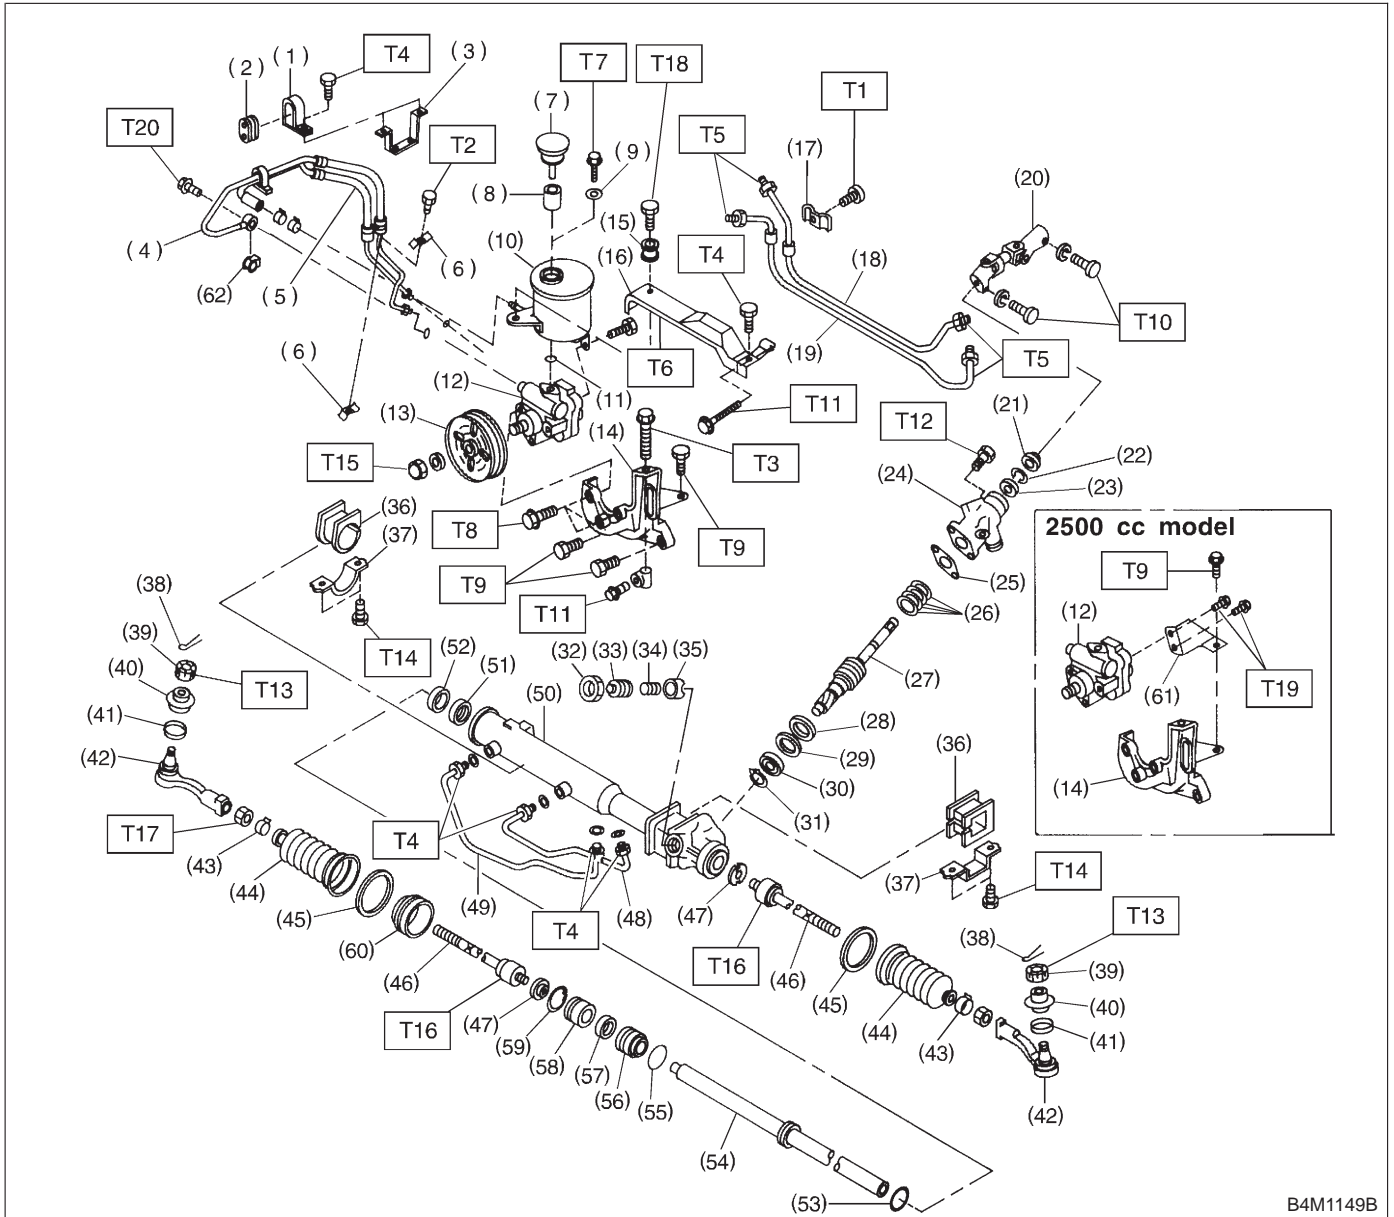 (1)
T4
(3)
(2)
T7
T18
(7)
T1
T20
T2
T5
(17)
(9)
(8)
(20)
(15)
(10)
(16)
T4
(4)
(6)
(62)
(5)
(18)
T10
(19)
T5
T6
(6)
(12)
(11)
(13)
T11
(21)
T12
(14)
(22)
T15
T3
(24)
(23)
(36)
2500 cc model
T8
(37)
T9
T9
(25)
T9
(38)
(26)
T11
(12)
(39)
T14
(52)
(51)
(32)
(33)
(34)
(35)
(40)
T13
(50)
(27)
(61)
T19
(41)
(28)
(36)
(42)
(29)
(30)
(14)
(31)
T17
T4
(43)
(44)
(37)
T14
(49)
(48)
(47)
(45)
T4
T13
(60)
(38)
T16
(46)
(39)
(46)
(45)
(40)
T16
(47)
(44)
(43)
(41)
(59)
(58)
(57)
(56)
(55)
(42)
(54)
(53)
B4M1149B